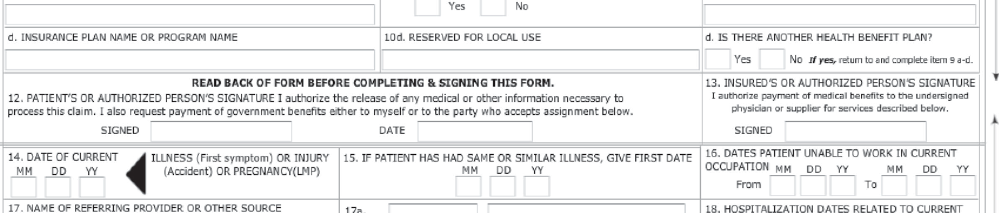 Yes No
d. INSURANCE PLAN NAME OR PROGRAM NAME
10d. RESERVED FOR LOCAL USE
d. IS THERE ANOTHER HEALTH BENEFIT PLAN?
Yes No If yes, return to and complete item 9 a-d.
READ BACK OF FORM BEFORE COMPLETING & SIGNING THIS FORM.
12. PATIENT'S OR AUTHORIZED PERSON'S SIGNATURE I authorize the release of any medical or other information necessary to
process this claim. I also request payment of government benefits either to myself or to the party who accepts assignment below.
SIGNED DATE
13. INSURED'S OR AUTHORIZED PERSON'S SIGNATURE
I authorize payment of medical benefits to the undersigned
physician or supplier for services described below.
SIGNED
14. DATE OF CURRENT
MM DD YY
ILLNESS (First symptom) OR INJURY
(Accident) OR PREGNANCY(LMP)
15. IF PATIENT HAS HAD SAME OR SIMILAR ILLNESS, GIVE FIRST DATE
MM DD YY
16. DATES PATIENT UNABLE TO WORK IN CURRENT
OCCUPATION MM DD YY MM DD YY
From To
17. NAME OF REFERRING PROVIDER OR OTHER SOURCE
17a.
18. HOSPITALIZATION DATES RELATED TO CURRENT